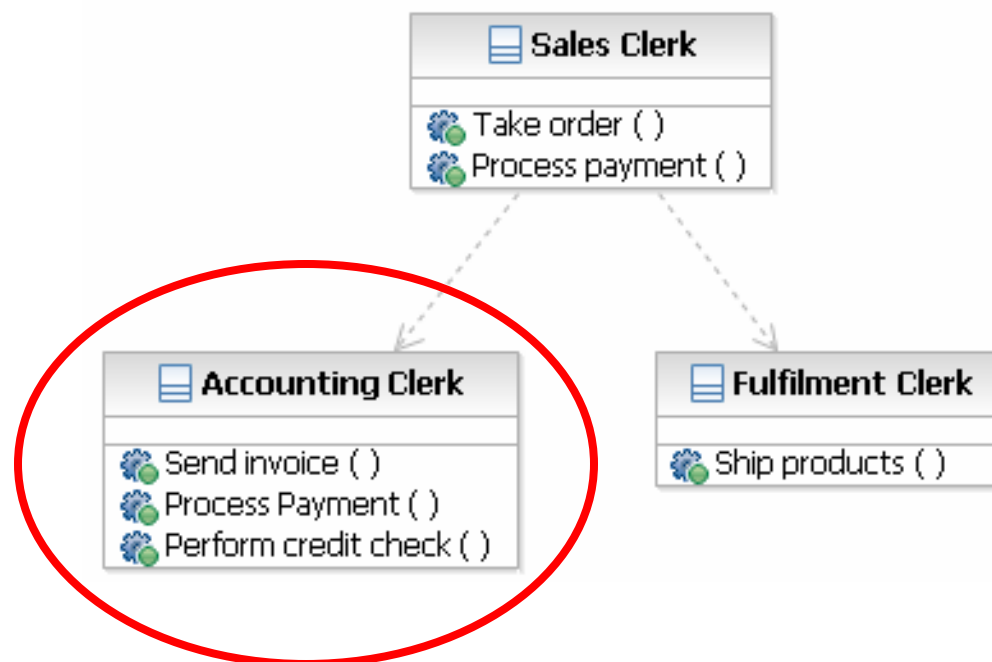 Sales Clerk
Take order ( )
Process payment ( )
Accounting Clerk
Send invoice ( )
Process Payment ( )
Perform credit check ( )
Fulfilment Clerk
Ship products ( )